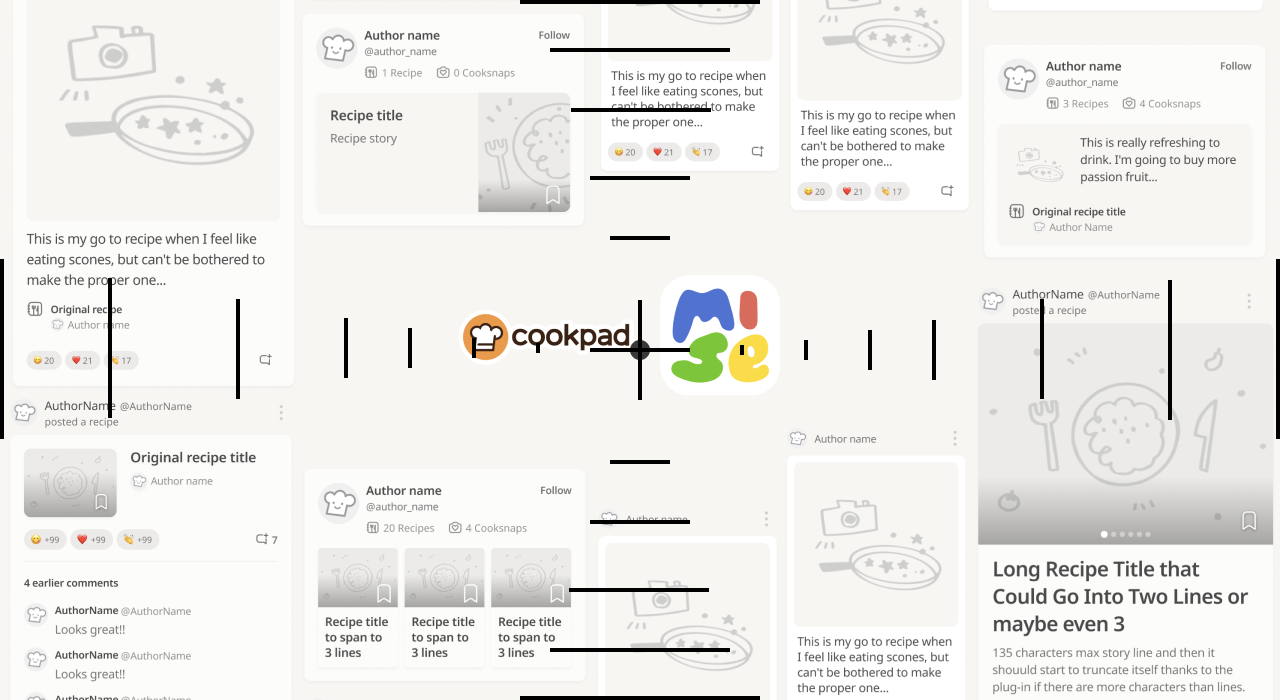 This is my go to recipe when I feel like
eating scones, but can't be bothered to
make the proper one...
Original recipe
Author name
20
21
17
AuthorName @AuthorName
posted a recipe
Original recipe title
Author name
+99
+99
+99
7
4 earlier comments
AuthorName @AuthorName
Looks great!!
AuthorName @AuthorName
Looks great!!
AuthorName @AuthorName
Author name
Follow
@author_name
1 Recipe
0 Cooksnaps
Recipe title
Recipe story
cookpad
Mise
Author name
Follow
@author_name
20 Recipes
4 Cooksnaps
Recipe title
to span to
3 lines
Recipe title
to span to
3 lines
Recipe title
to span to
3 lines
This is my go to recipe when
I feel like eating scones, but
can't be bothered to make
the proper one...
20
21
17
Author name
This is my go to recipe when
I feel like eating scones, but
can't be bothered to make
the proper one...
20
21
17
Author name
This is my go to recipe when
I feel like eating scones, but
can't be bothered to make
the proper one...
Author name
Follow
@author_name
3 Recipes
4 Cooksnaps
This is really refreshing to
drink. I'm going to buy more
passion fruit...
Original recipe title
Author Name
AuthorName @AuthorName
posted a recipe
Long Recipe Title that
Could Go Into Two Lines or
maybe even 3
135 characters max story line and then it
shouuld start to truncate itself thanks to the
plug-in if there are more characters than lines.